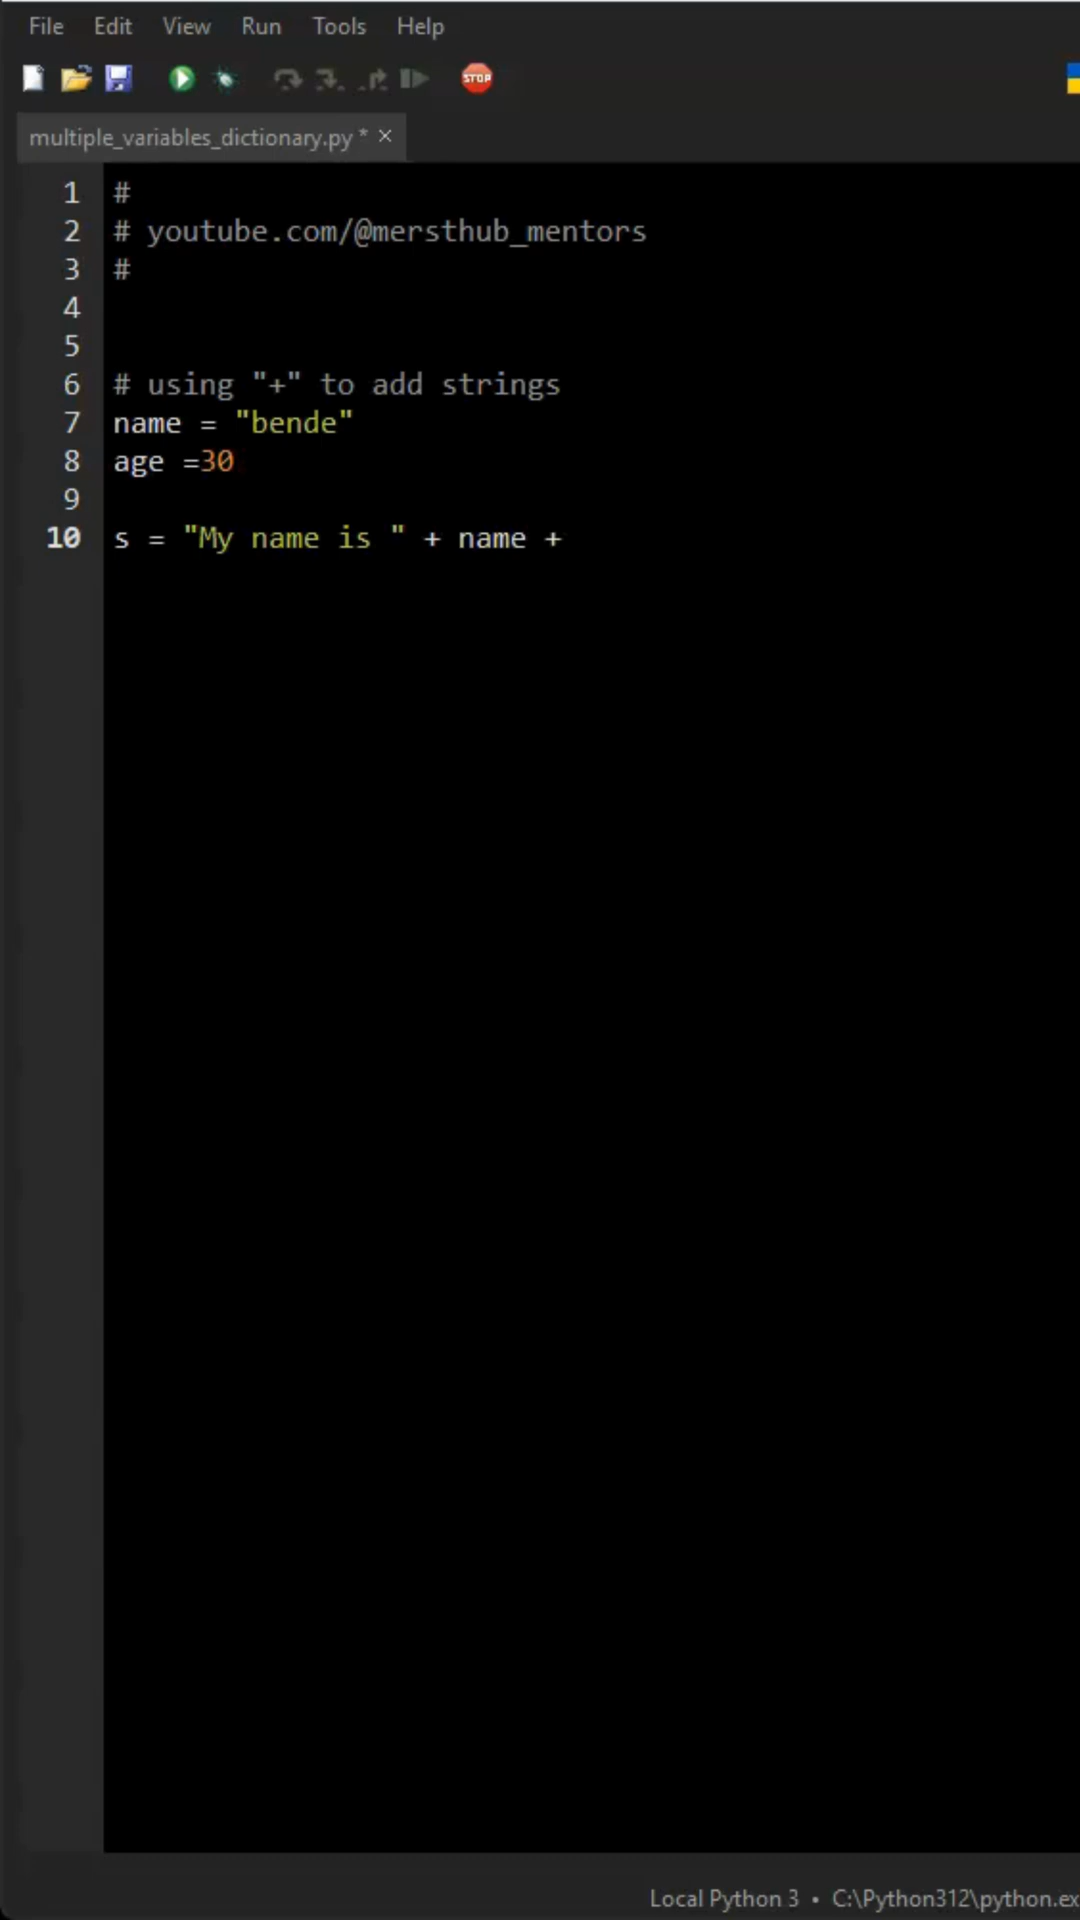 File Edit View Run Tools Help
STOP
multiple_variables_dictionary.py * ×
1 #
2 # youtube.com/@mersthub_mentors
3 #
4
5
6 # using "+" to add strings
7 name = "bende"
8 age =30
9
10 s = "My name is " + name +
Local Python 3 • C:\Python312\python.ex